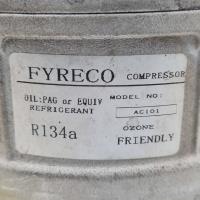 FYRECO COMPRESSOR
OIL:PAG or EQUIV MODEL NO:
REFRIGERANT AC101
R134a OZONE
FRIENDLY